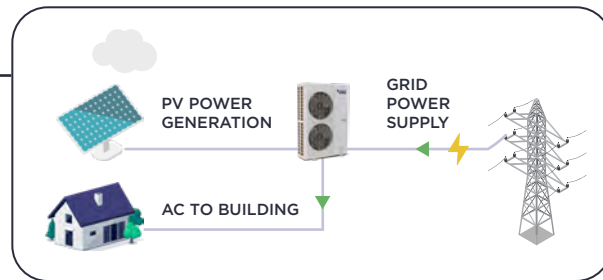 PV POWER
GENERATION
GRID
POWER
SUPPLY
AC TO BUILDING